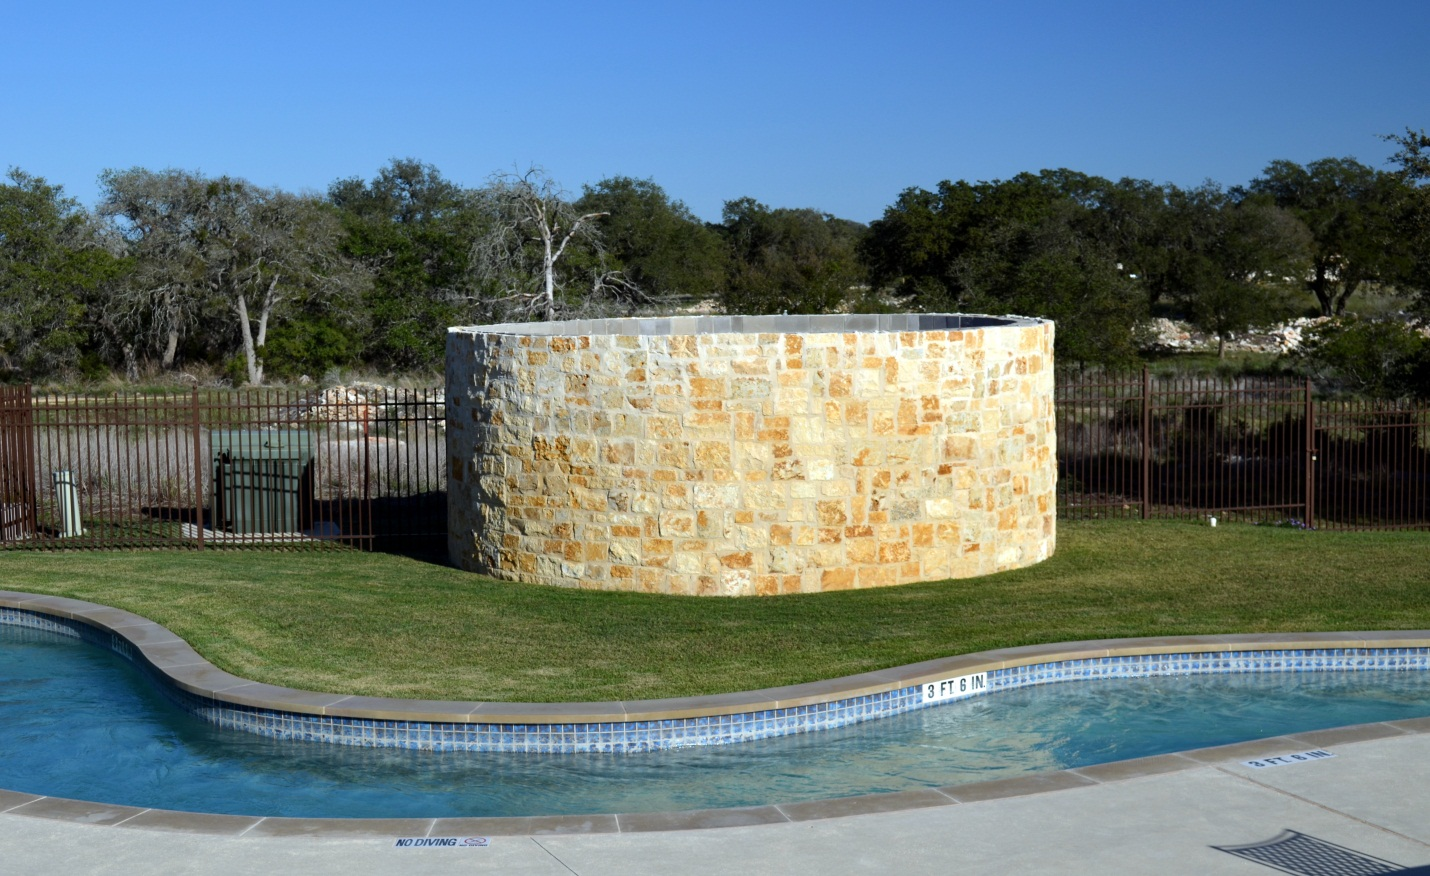 3 FT 6 IN.
3 FT. 6 IN.
NO DIVING